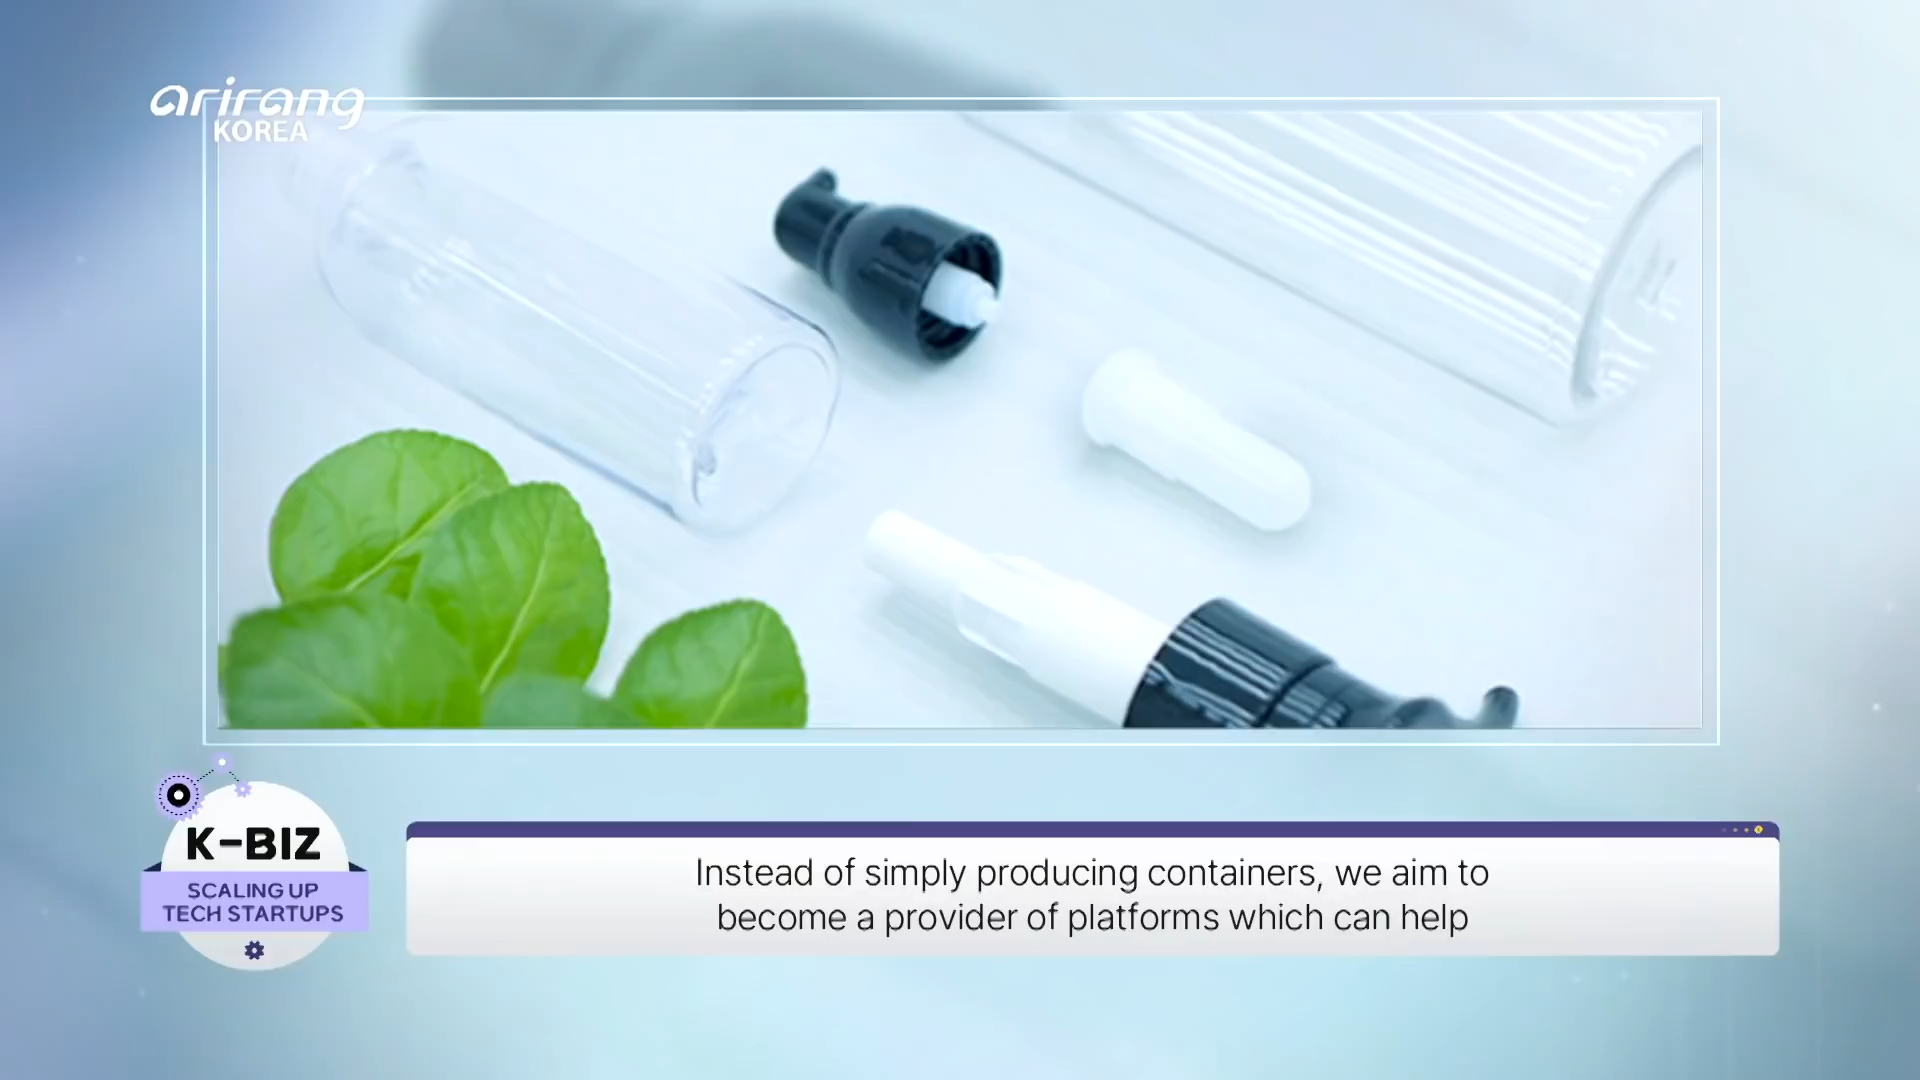 arirang
KOREA
K-BIZ
SCALING UP
TECH STARTUPS
Instead of simply producing containers, we aim to
become a provider of platforms which can help